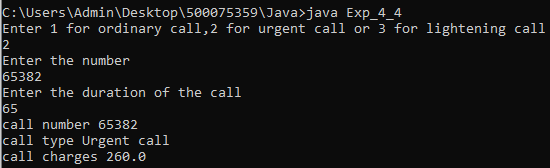 C:\Users\Admin\Desktop\500075359\Java>java Exp_4_4
Enter 1 for ordinary call,2 for urgent call or 3 for lightening call
2
Enter the number
65382
Enter the duration of the call
65
call number 65382
call type Urgent call
call charges 260.0